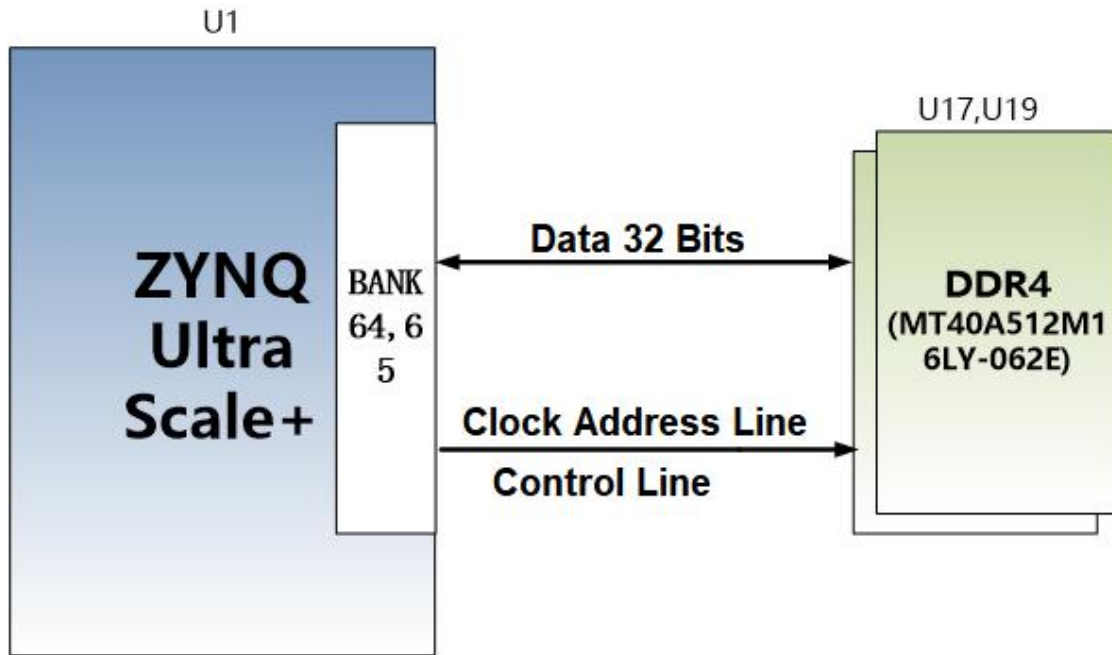 U1
U17,U19
ZYNQ
Ultra
Scale+
BANK
64, 6
5
Data 32 Bits
Clock Address Line
Control Line
DDR4
(MT40A512M1
6LY-062E)